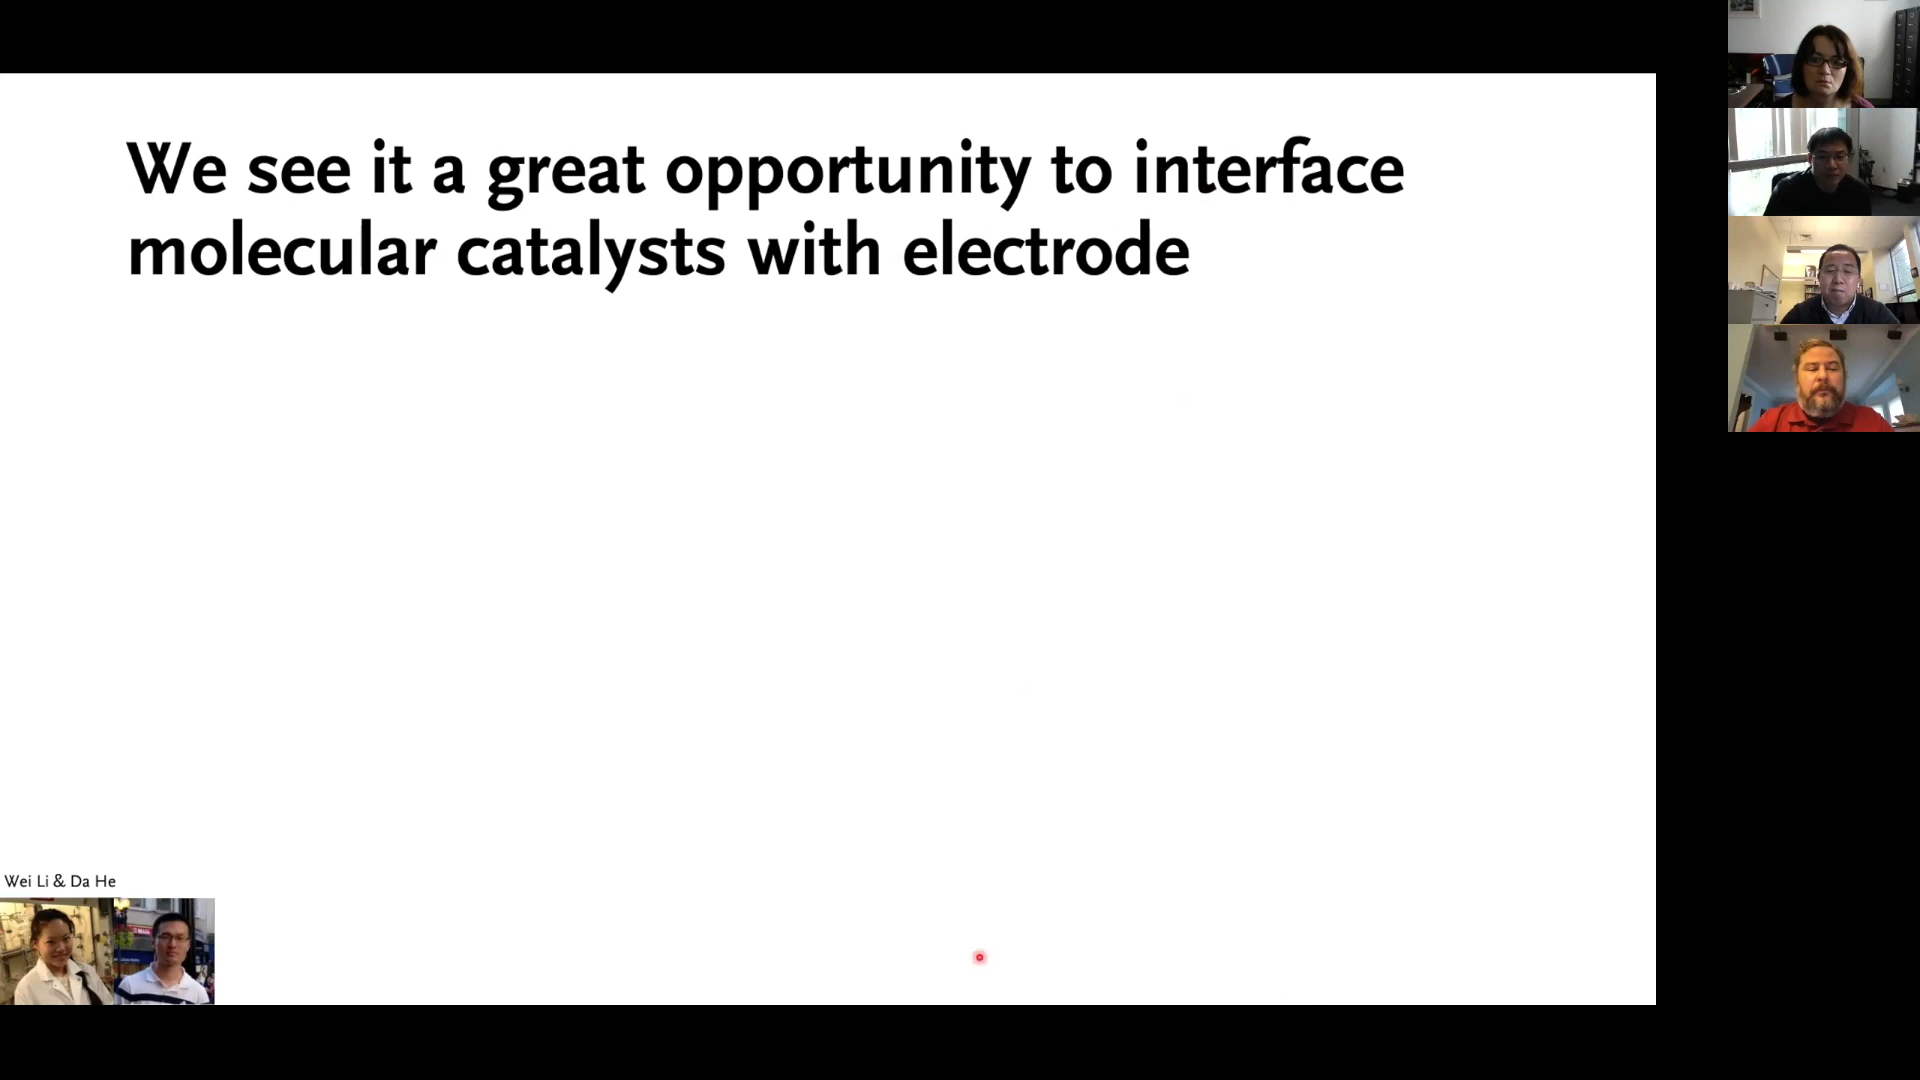 We see it a great opportunity to interface
molecular catalysts with electrode
Wei Li & Da He